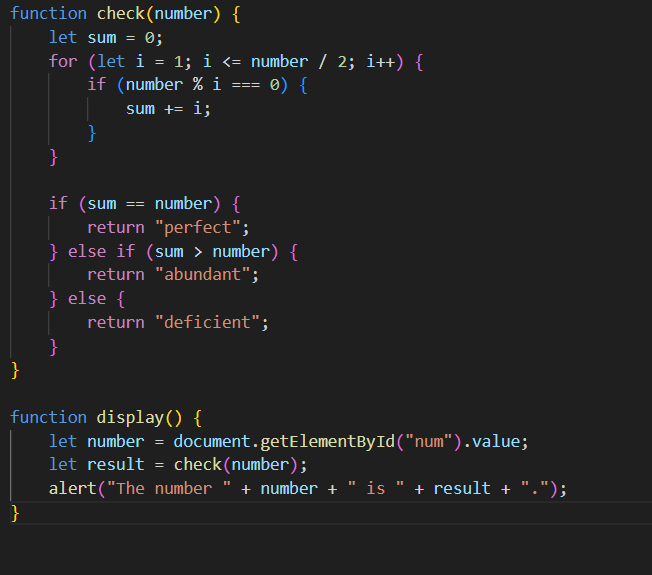 function check(number) {
    let sum = 0;
    for (let i = 1; i <= number / 2; i++) {
        if (number % i === 0) {
            sum += i;
        }
    }

    if (sum == number) {
        return "perfect";
    } else if (sum > number) {
        return "abundant";
    } else {
        return "deficient";
    }
}

function display() {
    let number = document.getElementById("num").value;
    let result = check(number);
    alert("The number " + number + " is " + result + ".");
}